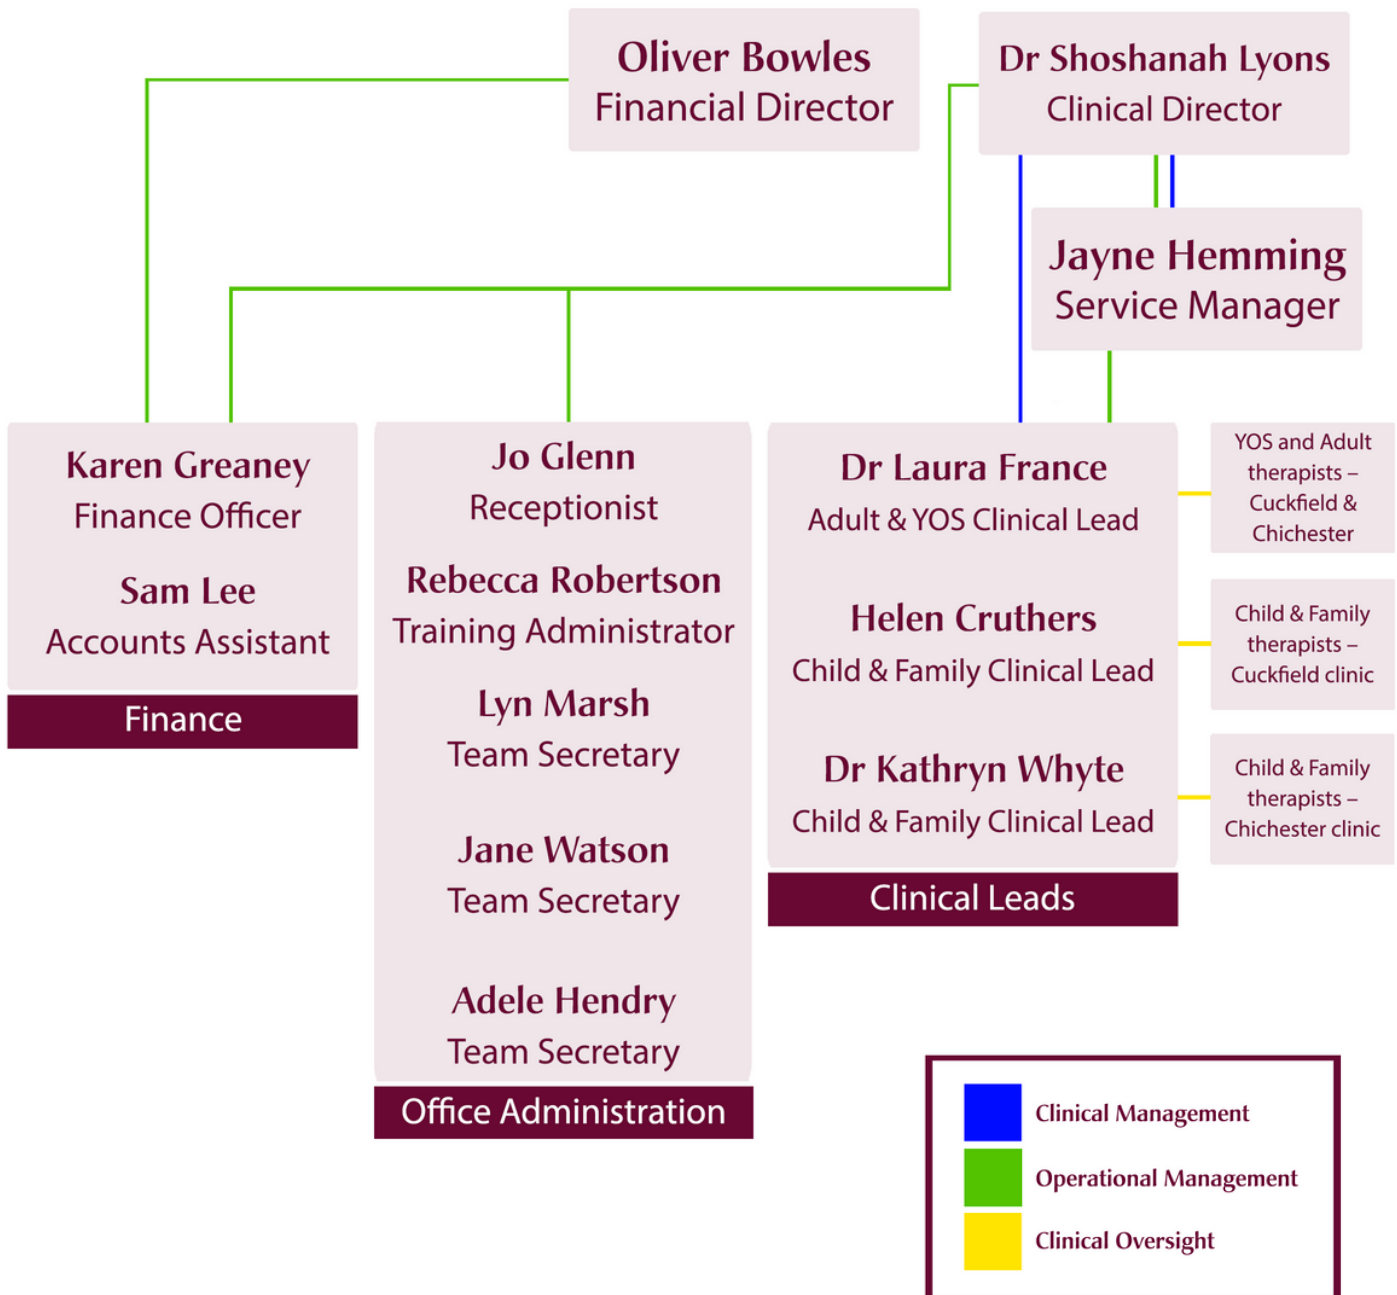 Oliver Bowles
Financial Director
Dr Shoshanah Lyons
Clinical Director
Jayne Hemming
Service Manager
Karen Greaney
Finance Officer
Sam Lee
Accounts Assistant
Finance
Jo Glenn
Receptionist
Rebecca Robertson
Training Administrator
Lyn Marsh
Team Secretary
Jane Watson
Team Secretary
Adele Hendry
Team Secretary
Office Administration
Dr Laura France
Adult & YOS Clinical Lead
Helen Cruthers
Child & Family Clinical Lead
Dr Kathryn Whyte
Child & Family Clinical Lead
Clinical Leads
YOS and Adult
therapists –
Cuckfield &
Chichester
Child & Family
therapists –
Cuckfield clinic
Child & Family
therapists –
Chichester clinic
Clinical Management
Operational Management
Clinical Oversight